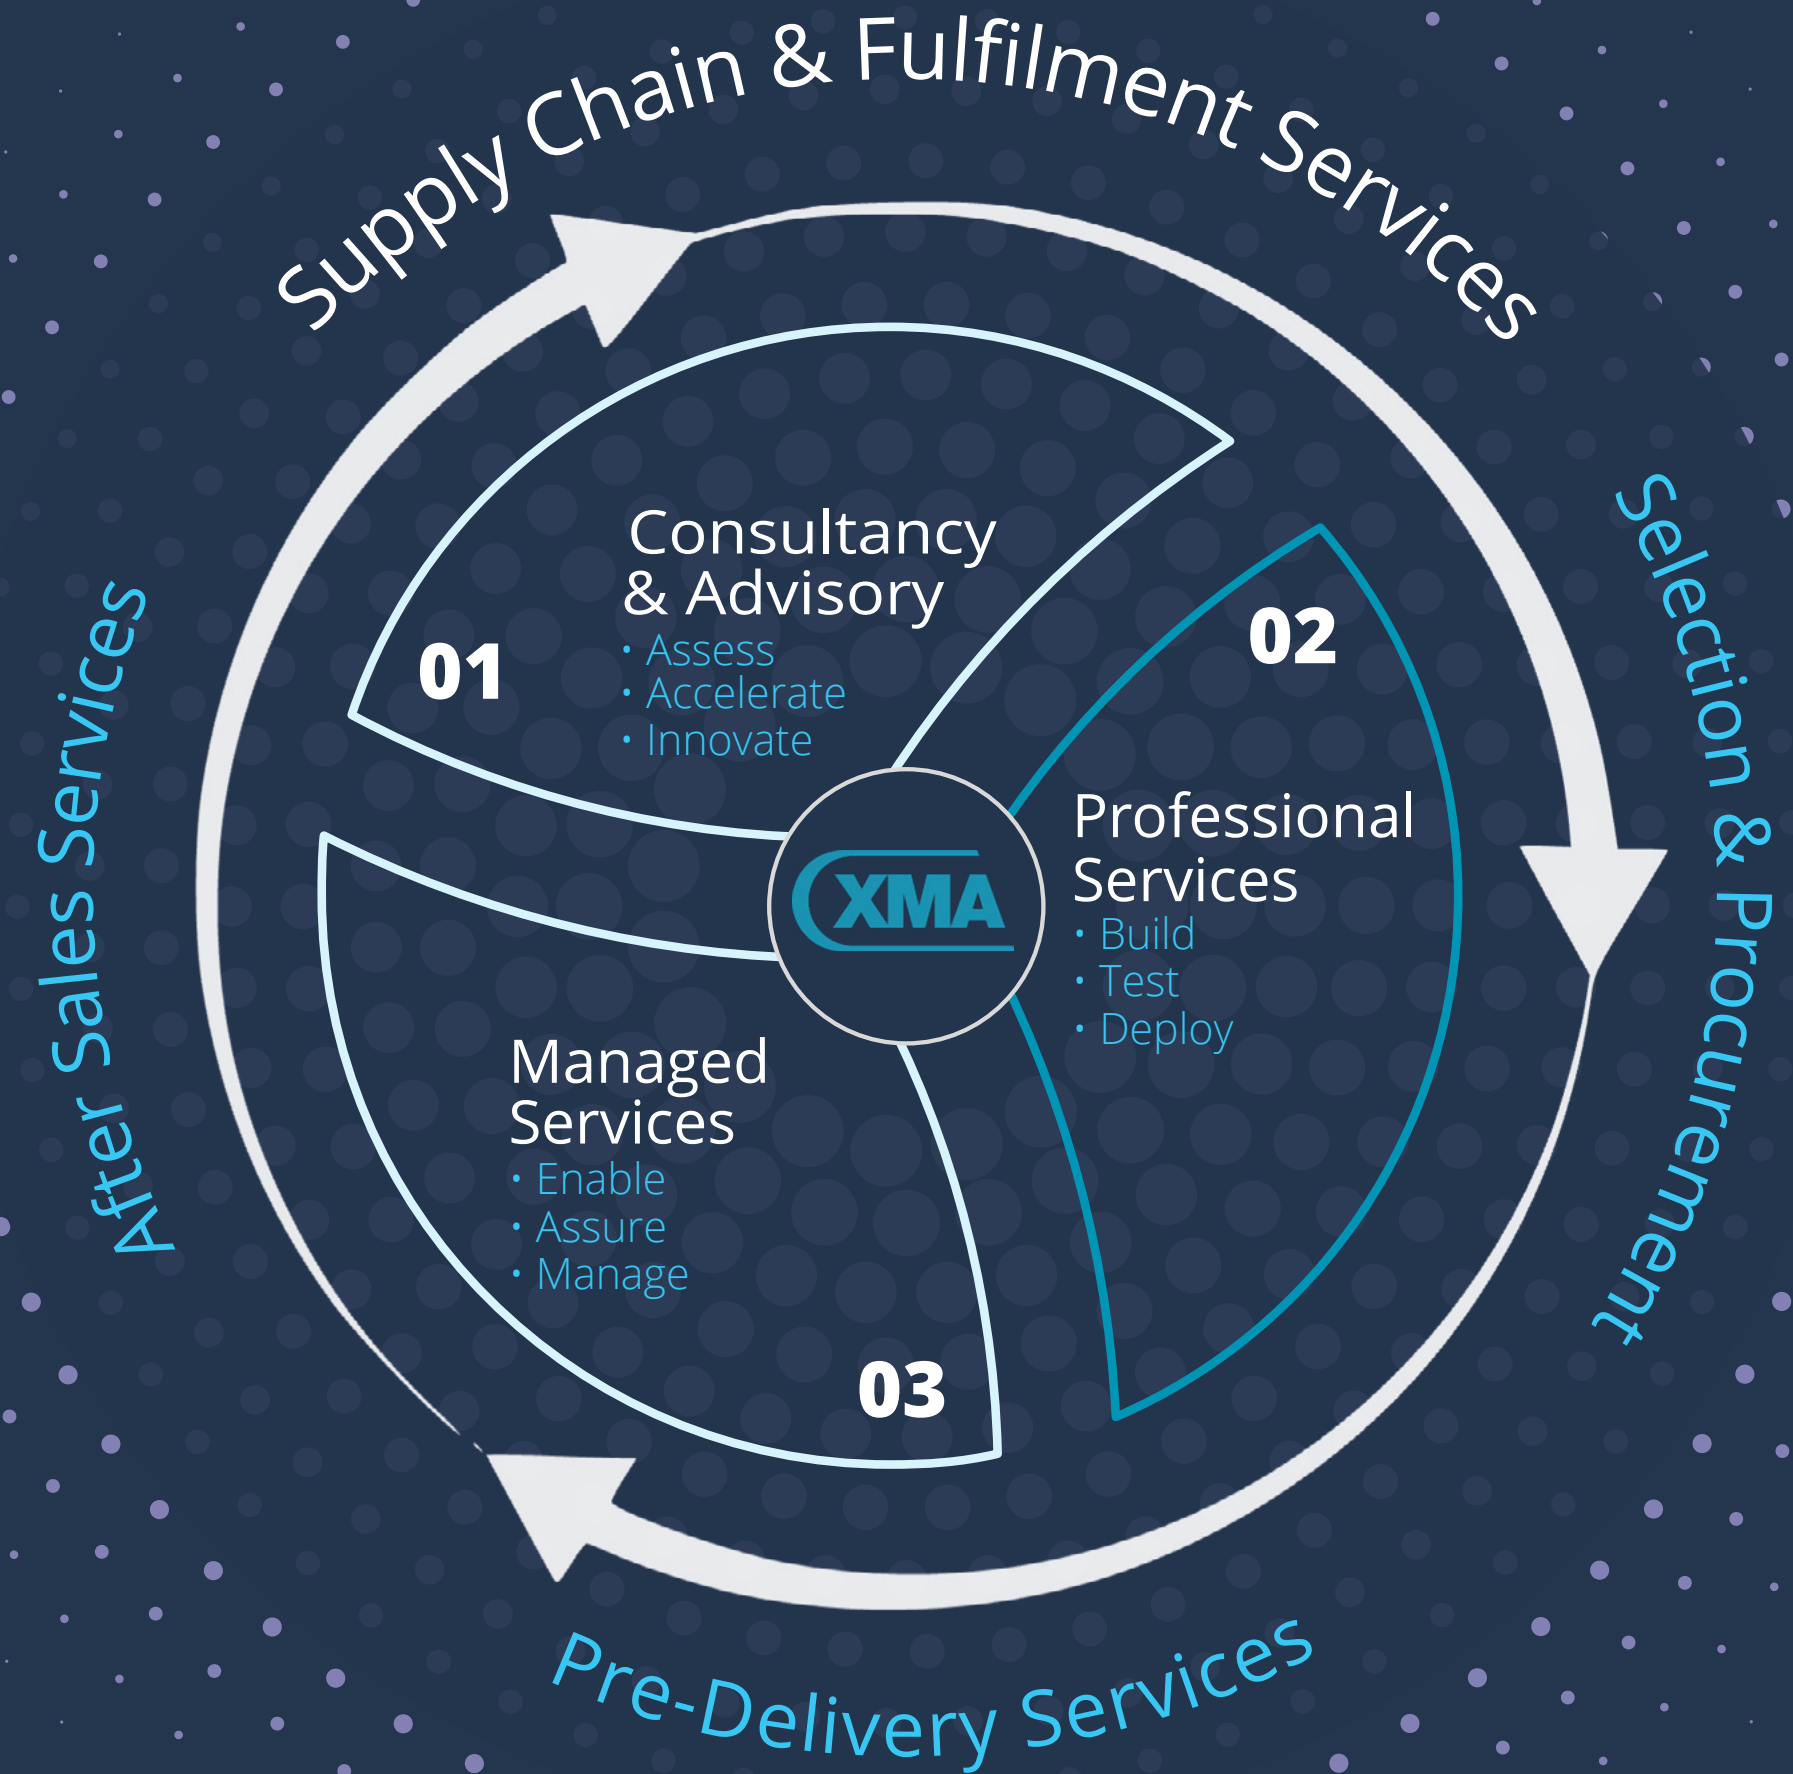 Supply Chain & Fulfilment Services
Selection & Procurement
Pre-Delivery Services
After Sales Services
01
Consultancy
& Advisory
• Assess
• Accelerate
• Innovate
02
Professional
Services
• Build
• Test
• Deploy
XMA
Managed
Services
• Enable
• Assure
• Manage
03